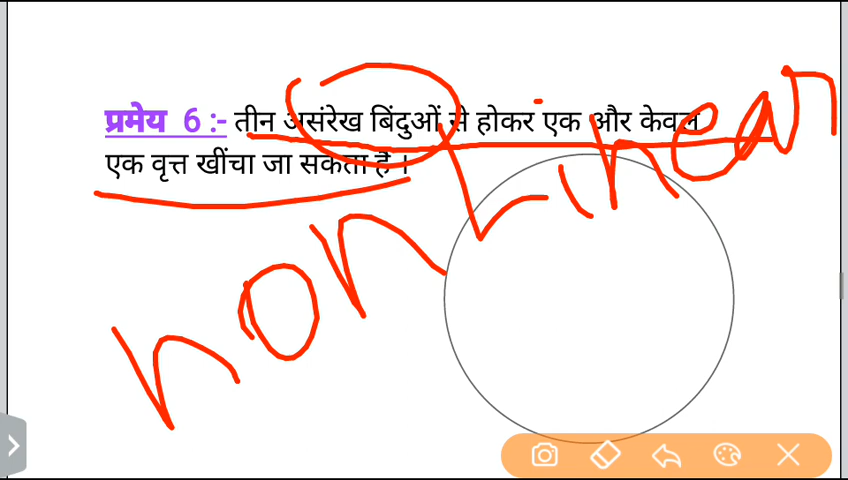 प्रमेय 6 :- तीन असंरेख बिंदुओं से होकर एक और केवल
एक वृत्त खींचा जा सकता है ।
non Linear